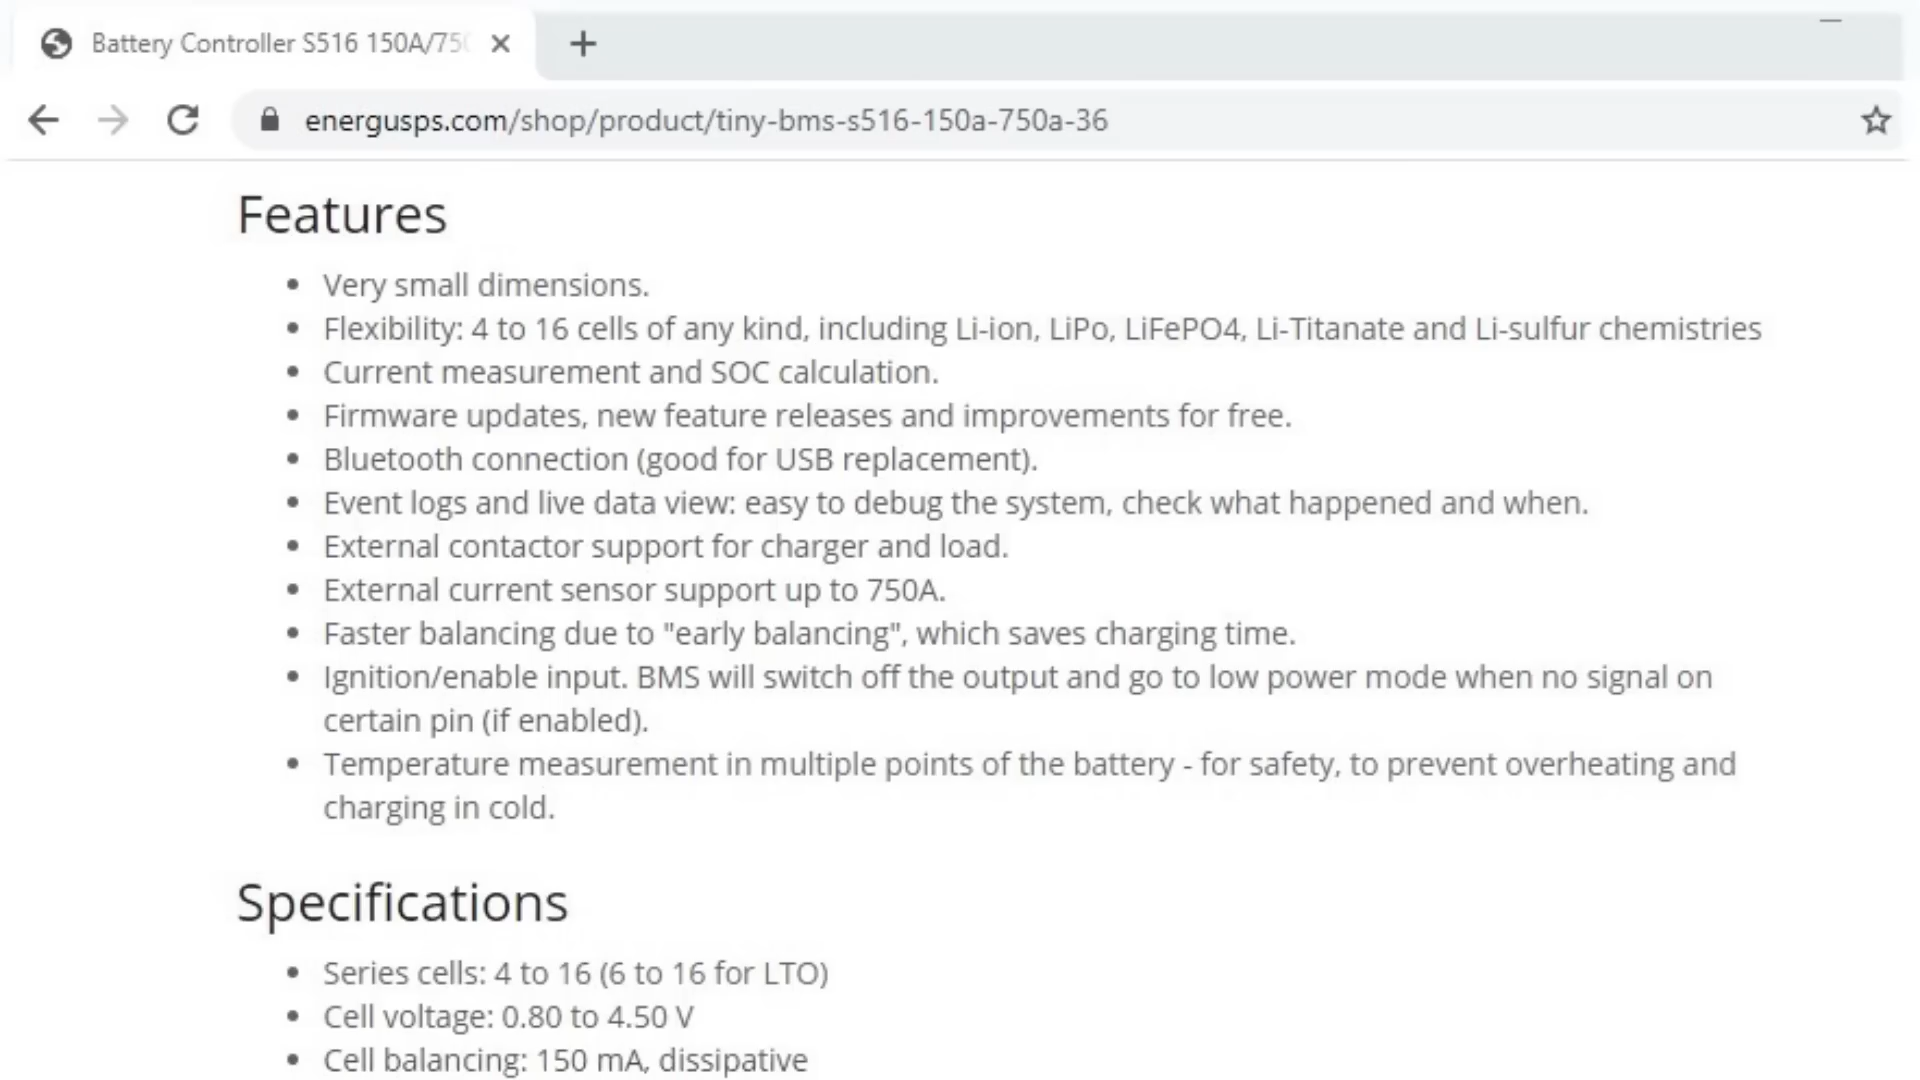 Battery Controller S516 150A/750
energusps.com/shop/product/tiny-bms-s516-150a-750a-36
Features
• Very small dimensions.
• Flexibility: 4 to 16 cells of any kind, including Li-ion, LiPo, LiFePO4, Li-Titanate and Li-sulfur chemistries
• Current measurement and SOC calculation.
• Firmware updates, new feature releases and improvements for free.
• Bluetooth connection (good for USB replacement).
• Event logs and live data view: easy to debug the system, check what happened and when.
• External contactor support for charger and load.
• External current sensor support up to 750A.
• Faster balancing due to "early balancing", which saves charging time.
• Ignition/enable input. BMS will switch off the output and go to low power mode when no signal on
certain pin (if enabled).
• Temperature measurement in multiple points of the battery - for safety, to prevent overheating and
charging in cold.
Specifications
• Series cells: 4 to 16 (6 to 16 for LTO)
• Cell voltage: 0.80 to 4.50 V
• Cell balancing: 150 mA, dissipative